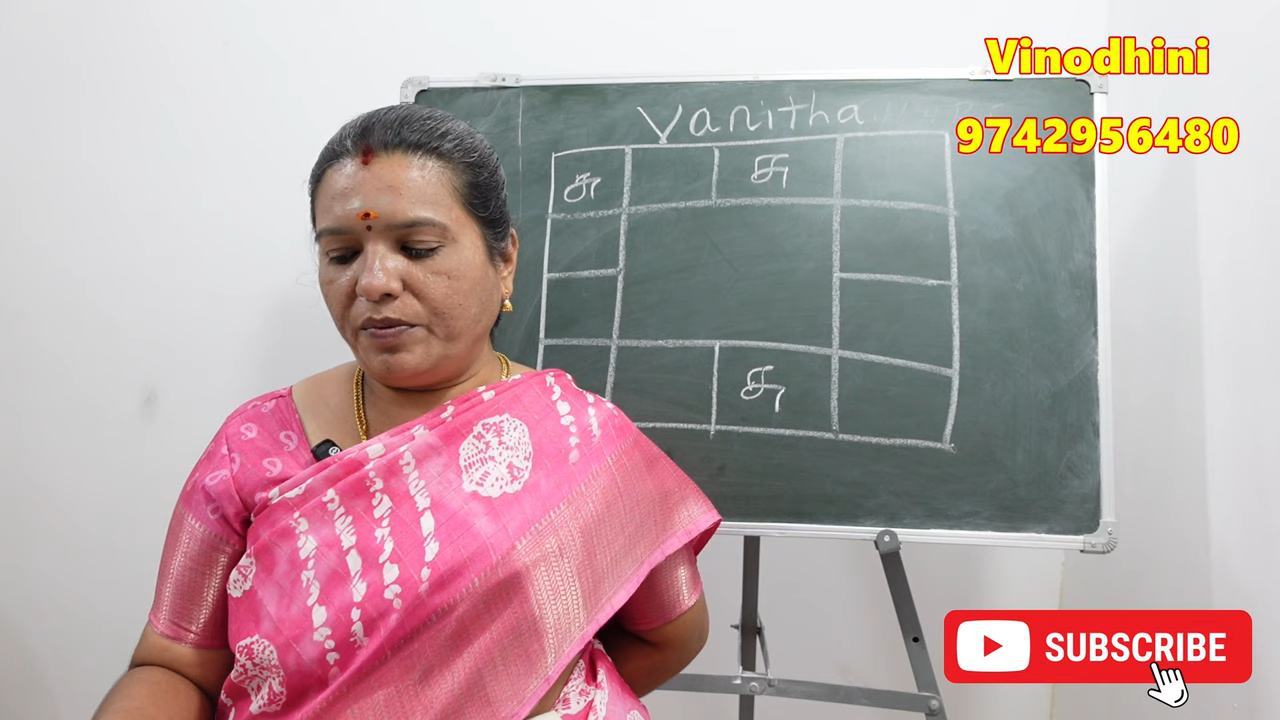 Vinodhini
9742956480
Vanitha
சு சு
சு
SUBSCRIBE